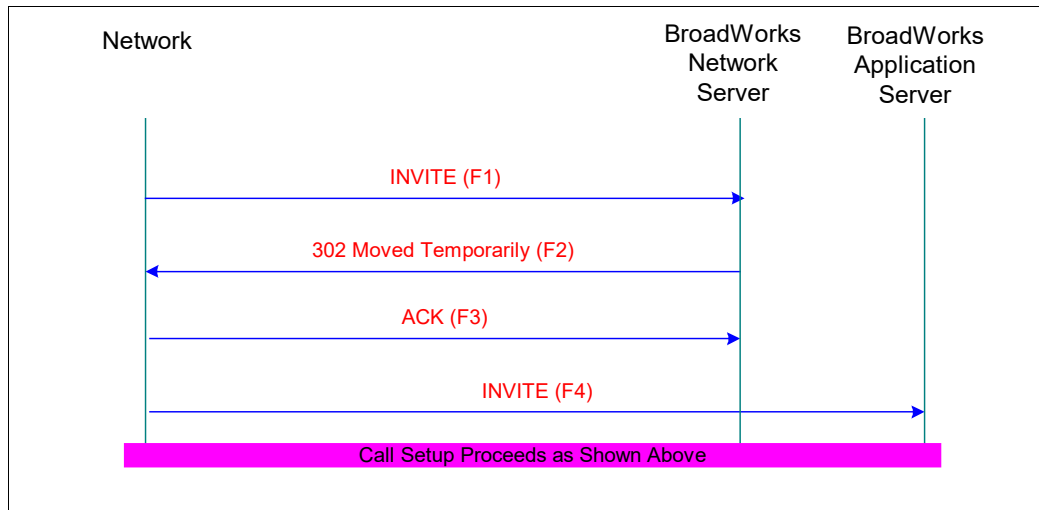 Network
BroadWorks
Network
Server
BroadWorks
Application
Server
INVITE (F1)
302 Moved Temporarily (F2)
ACK (F3)
INVITE (F4)
Call Setup Proceeds as Shown Above